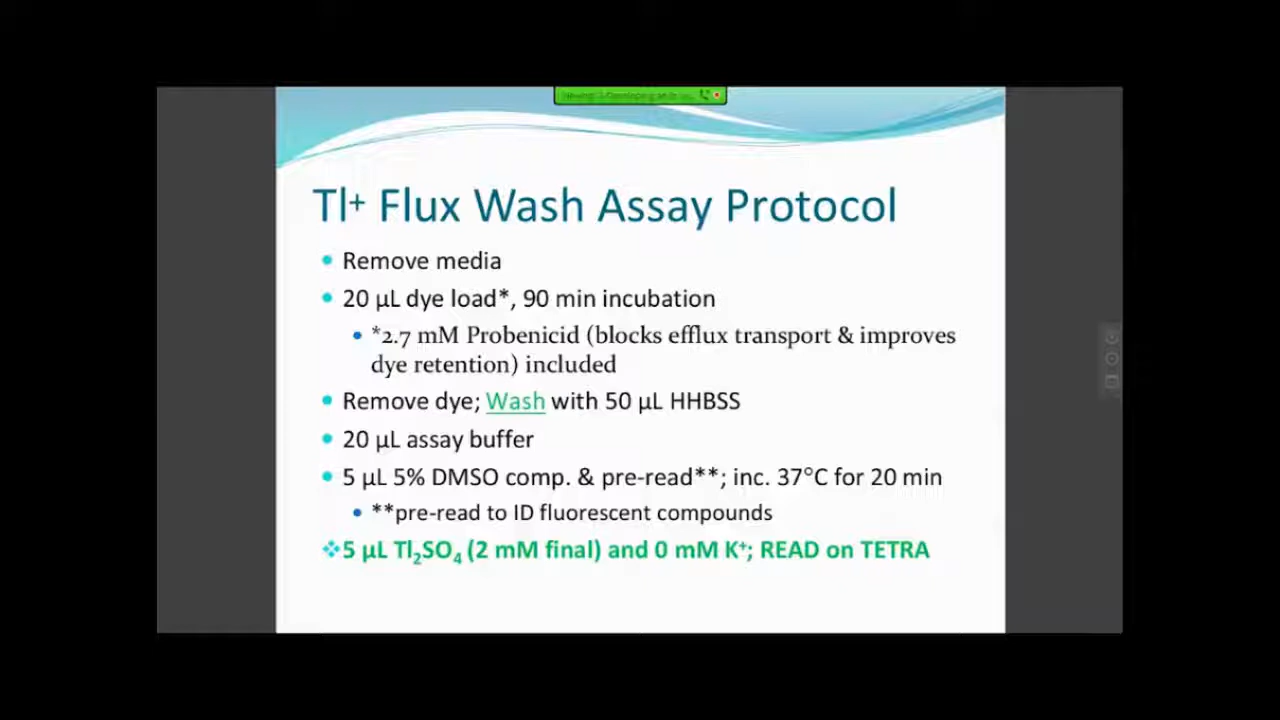 Tl+ Flux Wash Assay Protocol
Remove media
20 µL dye load*, 90 min incubation
*2.7 mM Probenicid (blocks efflux transport & improves
dye retention) included
Remove dye; Wash with 50 µL HHBSS
20 µL assay buffer
5 µL 5% DMSO comp. & pre-read**; inc. 37°C for 20 min
**pre-read to ID fluorescent compounds
5 µL Tl2SO4 (2 mM final) and 0 mM K+; READ on TETRA